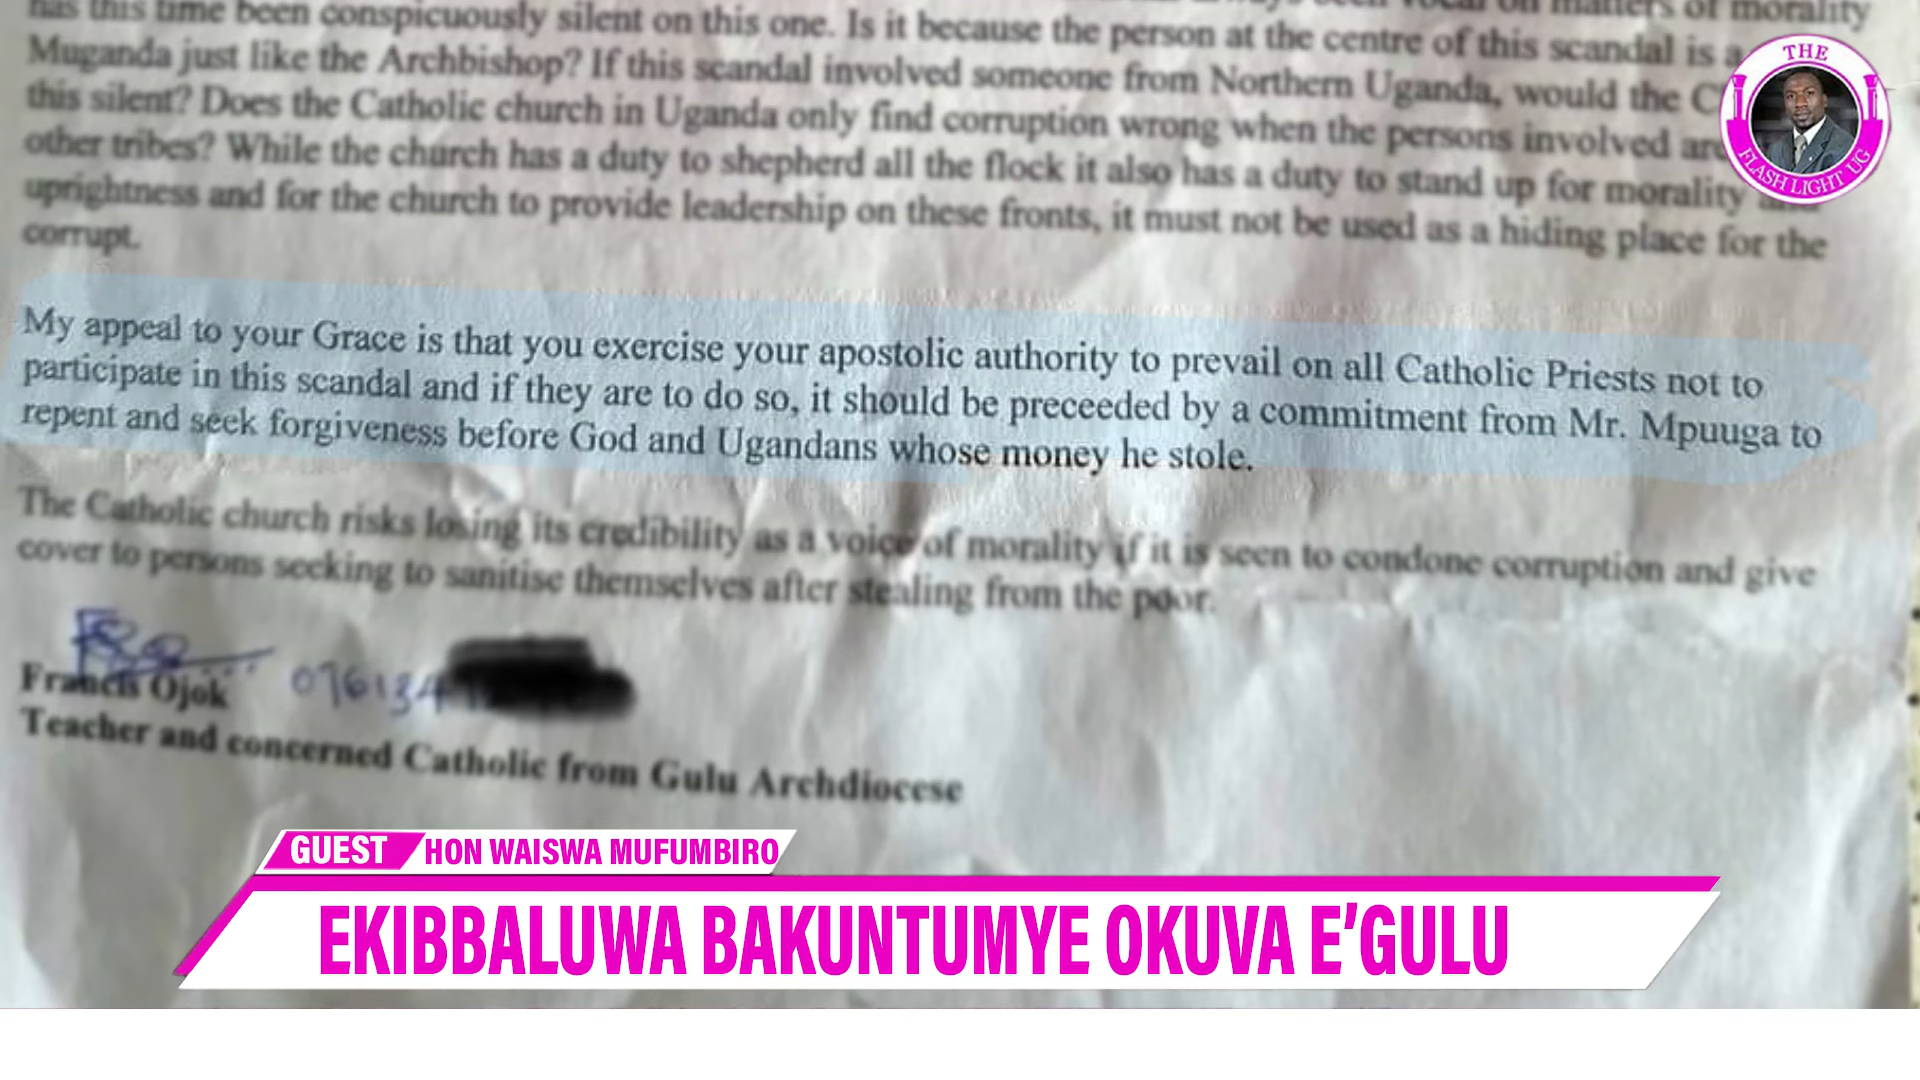 has this time been conspicuously silent on this one. Is it because the person at the centre of this scandal is a
Muganda just like the Archbishop? If this scandal involved someone from Northern Uganda, would the C
this silent? Does the Catholic church in Uganda only find corruption wrong when the persons involved are
other tribes? While the church has a duty to shepherd all the flock it also has a duty to stand up for morality and
uprightness and for the church to provide leadership on these fronts, it must not be used as a hiding place for the
corrupt.
My appeal to your Grace is that you exercise your apostolic authority to prevail on all Catholic Priests not to
participate in this scandal and if they are to do so, it should be preceeded by a commitment from Mr. Mpuuga to
repent and seek forgiveness before God and Ugandans whose money he stole.
The Catholic church risks losing its credibility as a voice of morality if it is seen to condone corruption and give
cover to persons seeking to sanitise themselves after stealing from the poor.
076134
Francis Ojok
Teacher and concerned Catholic from Gulu Archdiocese
THE
FLASH LIGHT UG
GUEST HON WAISWA MUFUMBIRO
EKIBBALUWA BAKUNTUMYE OKUVA E'GULU